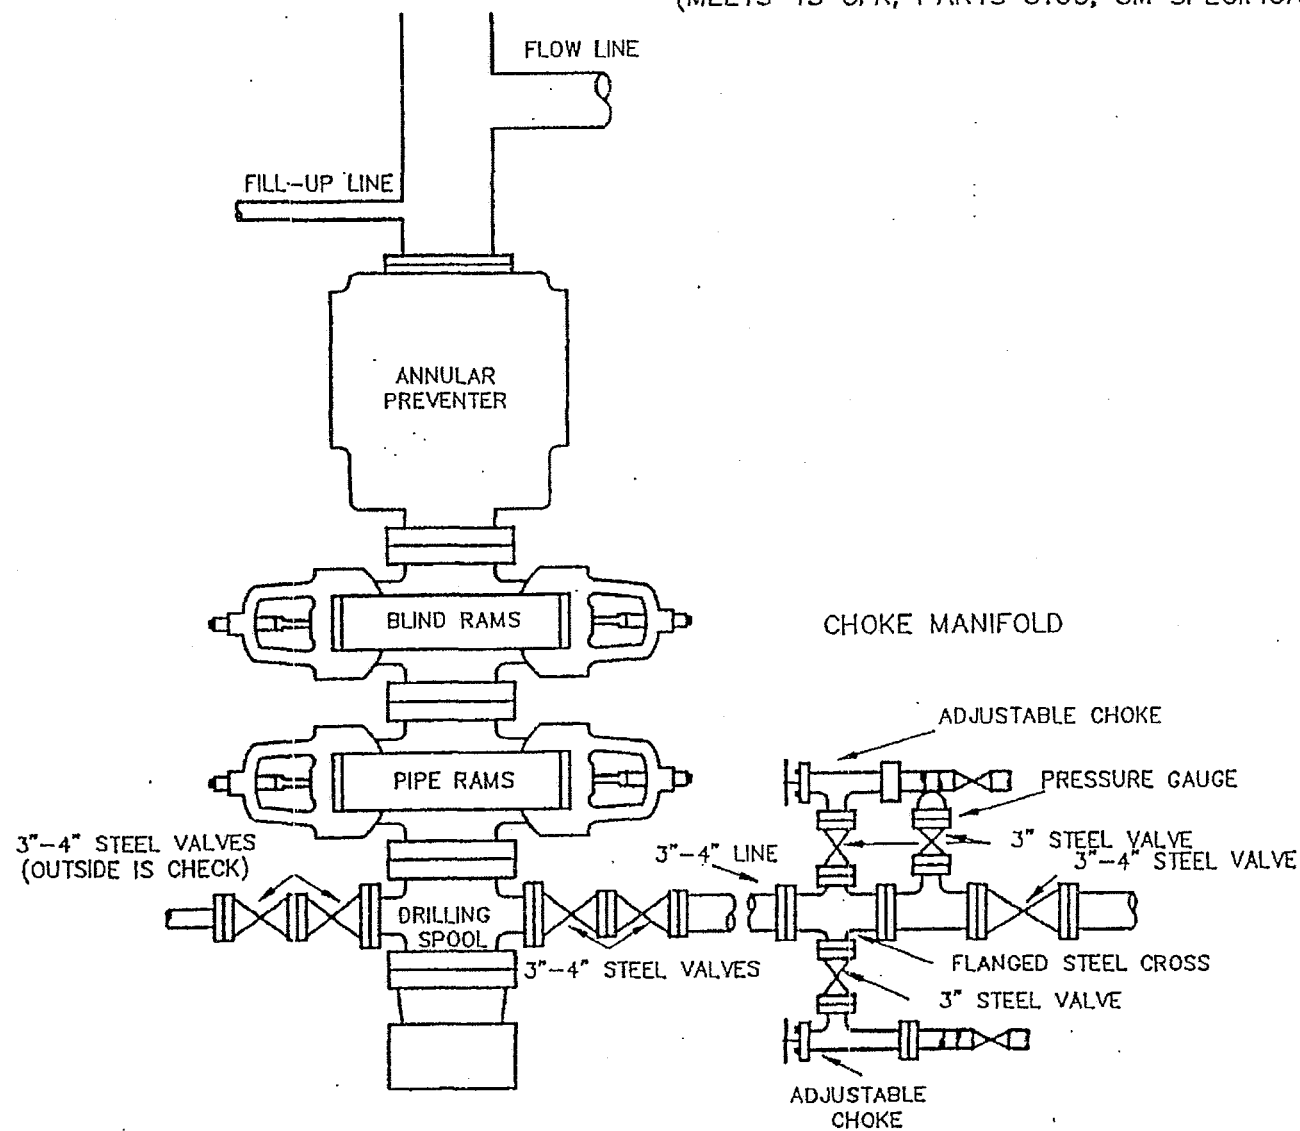 FLOW LINE
FILL-UP LINE
ANNULAR
PREVENTER
BLIND RAMS
CHOKE MANIFOLD
ADJUSTABLE CHOKE
PIPE RAMS
PRESSURE GAUGE
3"-4" STEEL VALVES
(OUTSIDE IS CHECK)
3"-4" LINE
3" STEEL VALVE
3"-4" STEEL VALVE
DRILLING
SPOOL
3"-4" STEEL VALVES
FLANGED STEEL CROSS
3" STEEL VALVE
ADJUSTABLE
CHOKE